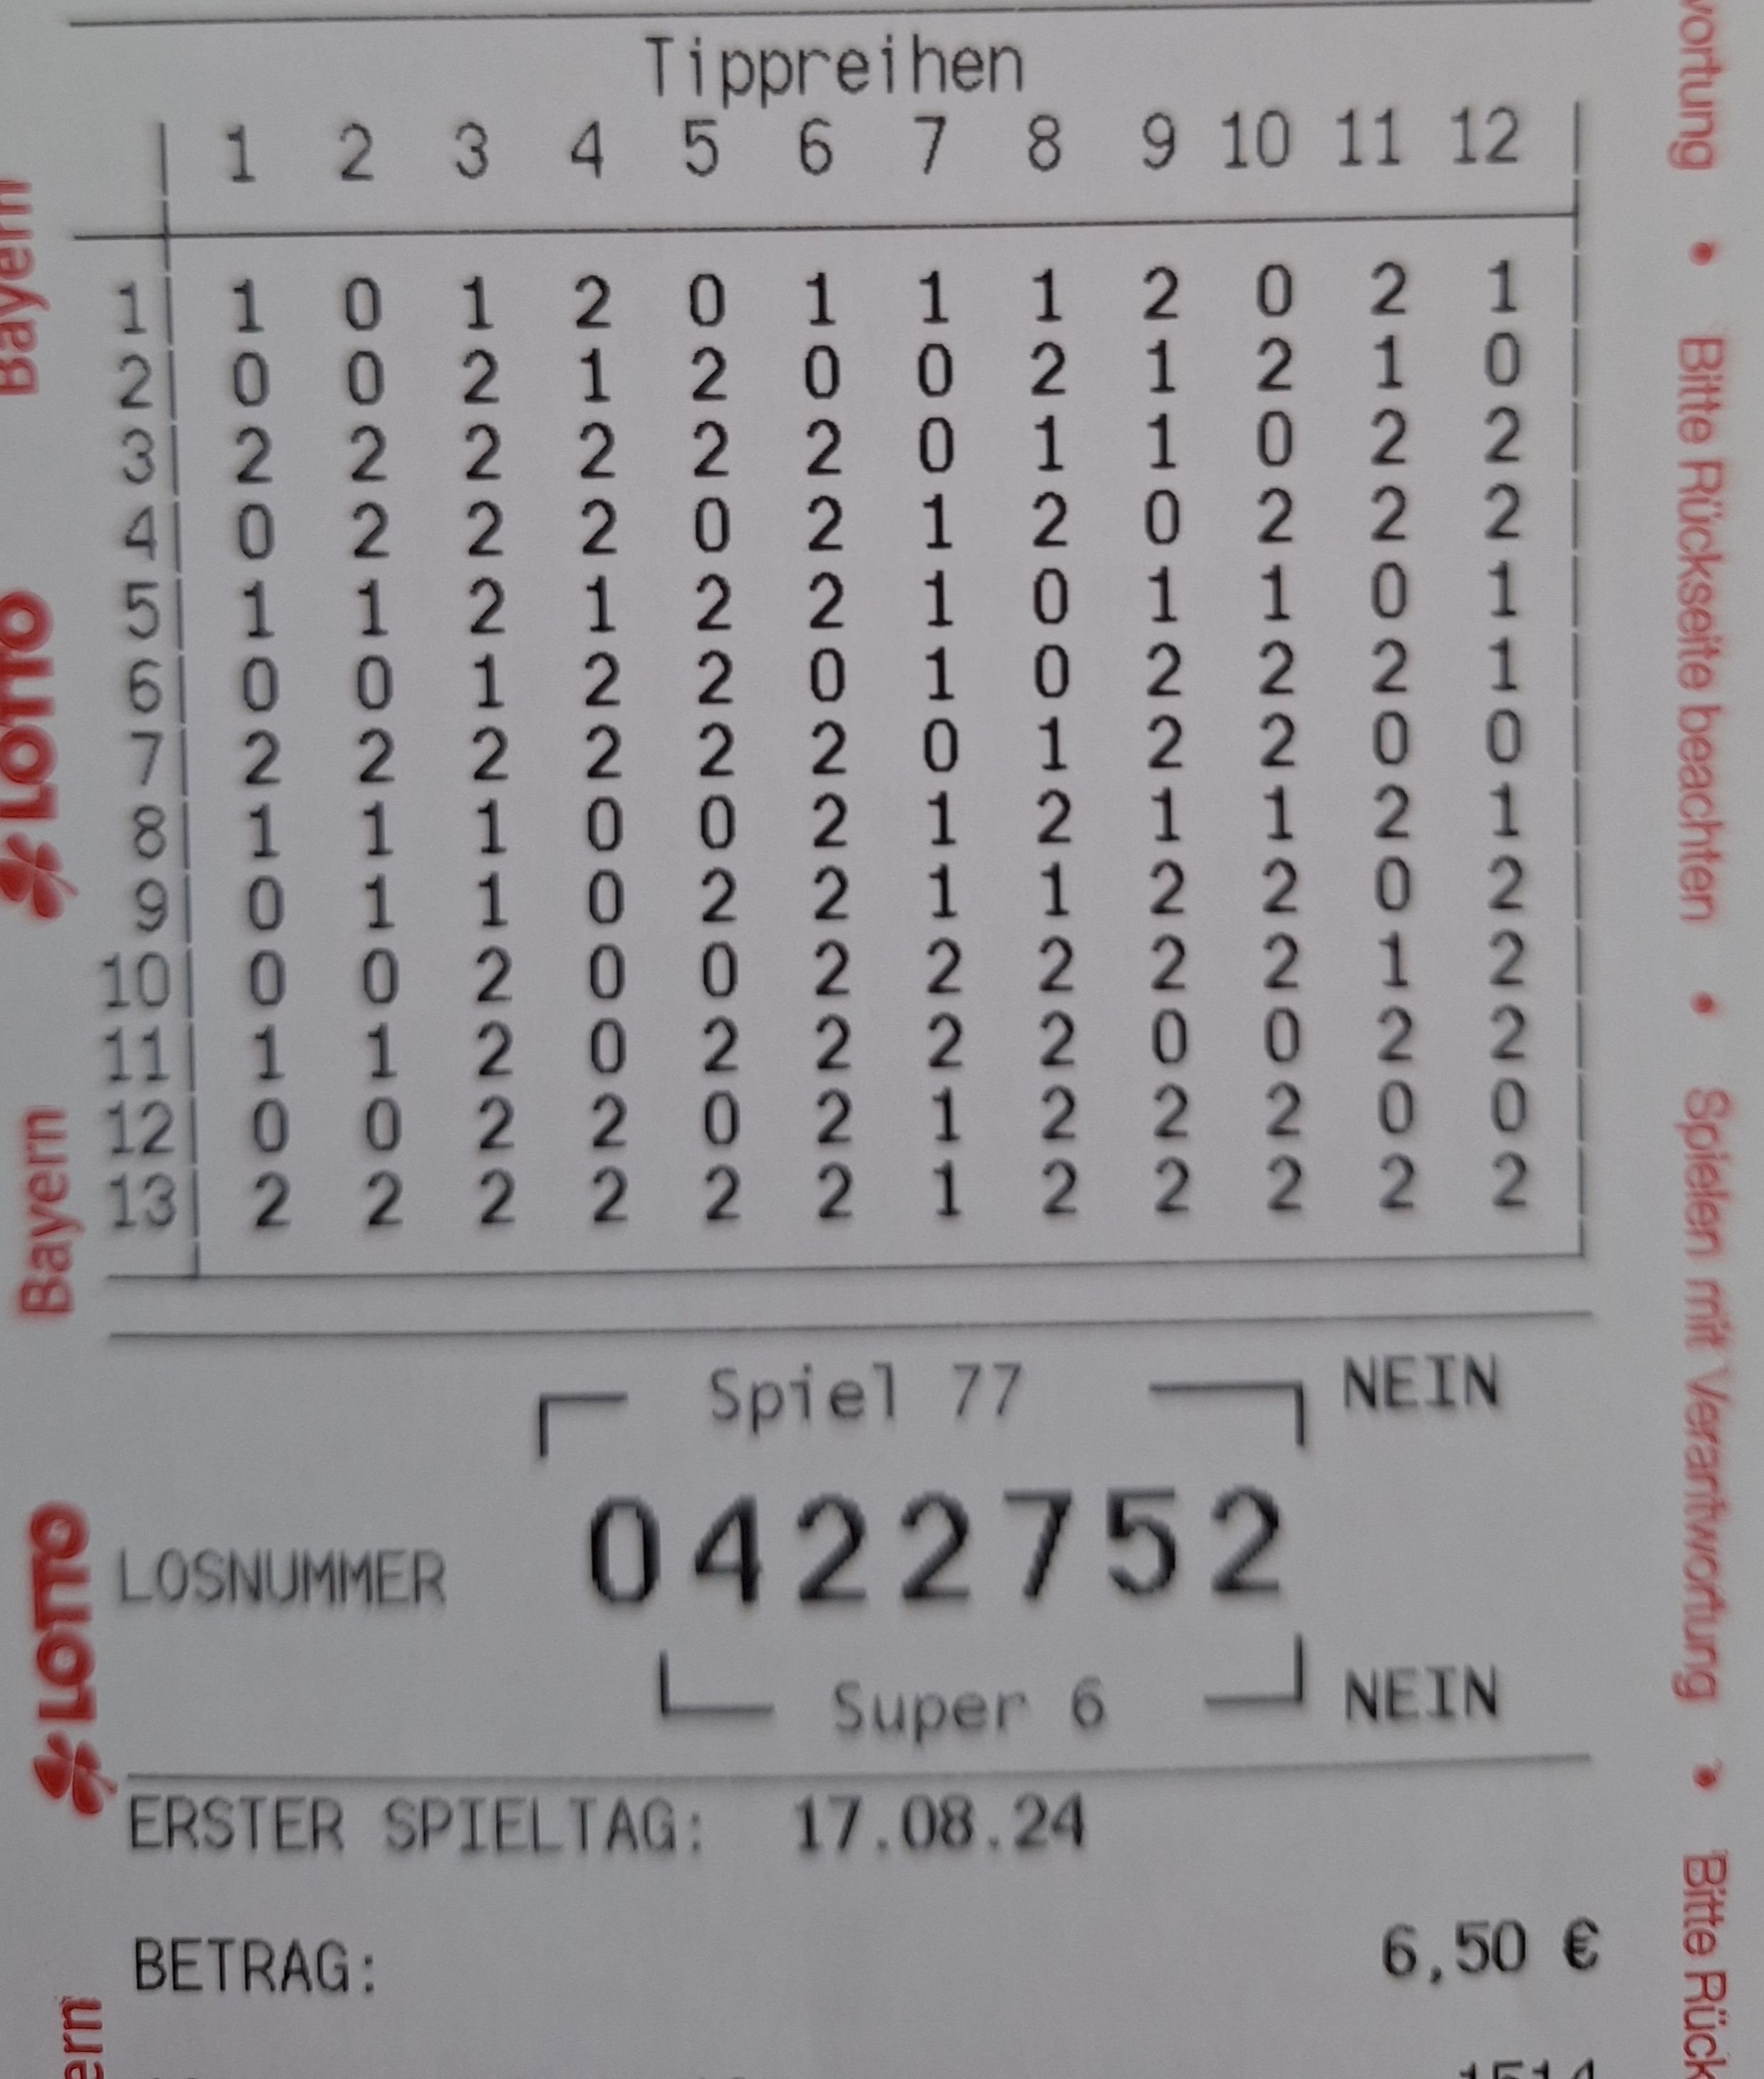 Tippreihen
1 2 3 4 5 6 7 8 9 10 11 12
1 1 0 1 2 0 1 1 1 2 0 2 1
2 0 0 2 1 2 0 0 2 1 2 1 0
3 2 2 2 2 2 2 0 1 1 0 2 2
4 0 2 2 2 0 2 1 2 0 2 2 2
5 1 1 2 1 2 2 1 0 1 1 0 1
6 0 0 1 2 2 0 1 0 2 2 2 1
7 2 2 2 2 2 2 0 1 2 2 0 0
8 1 1 1 0 0 2 1 2 1 1 2 1
9 0 1 1 0 2 2 1 1 2 2 0 2
10 0 0 2 0 0 2 2 2 2 2 1 2
11 1 1 2 0 2 2 2 2 0 0 2 2
12 0 0 2 2 0 2 1 2 2 2 0 0
13 2 2 2 2 2 2 1 2 2 2 2 2
Spiel 77 NEIN
LOSNUMMER 0422752
Super 6 NEIN
ERSTER SPIELTAG: 17.08.24
BETRAG: 6,50 €
LOTTO Bayern
LOTTO Bayern
vortung • Bitte Rückseite beachten • Spielen mit Verantwortung • Bitte Rück